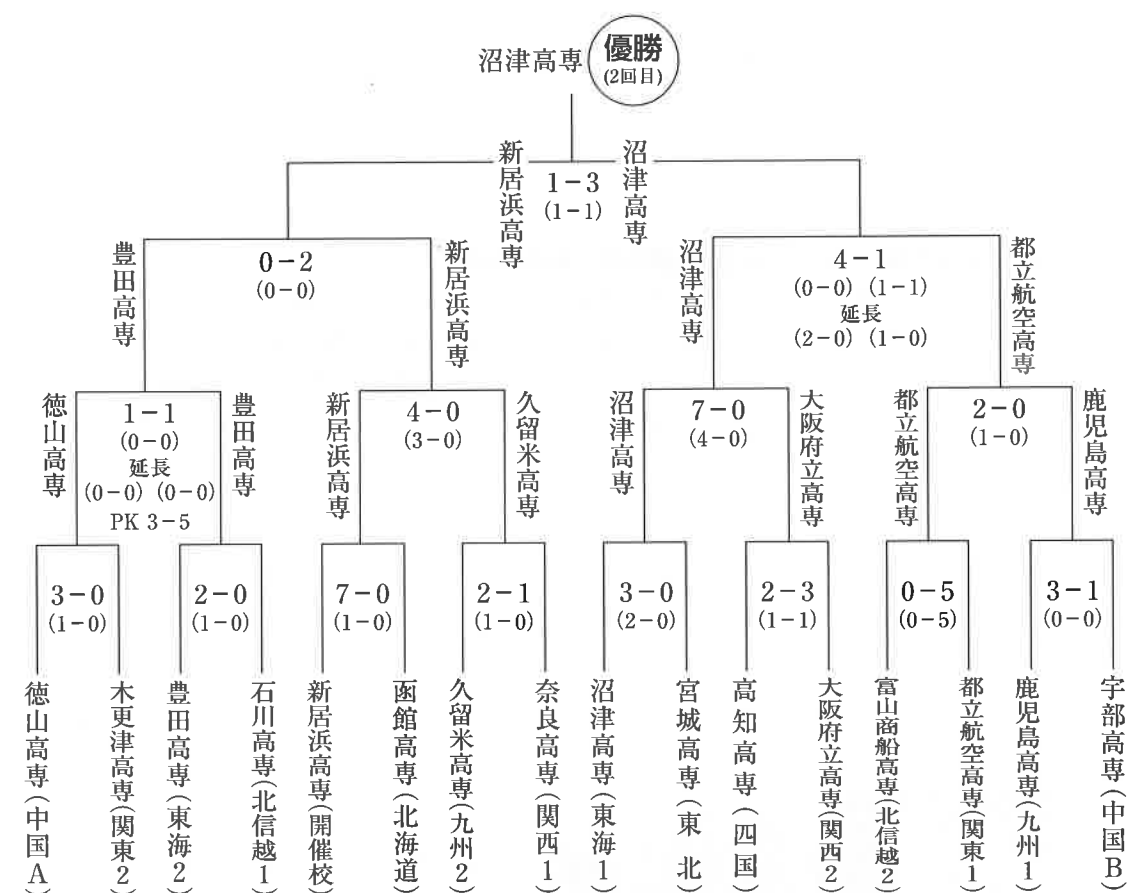 沼津高専
優勝
(2回目)
新居浜高専
1－3
(1－1)
沼津高専
豊田高専
0－2
(0－0)
新居浜高専
沼津高専
4－1
(0－0) (1－1)
延長
(2－0) (1－0)
都立航空高専
徳山高専
1－1
(0－0)
延長
(0－0) (0－0)
PK 3－5
豊田高専
新居浜高専
4－0
(3－0)
久留米高専
沼津高専
7－0
(4－0)
大阪府立高専
都立航空高専
2－0
(1－0)
鹿児島高専
3－0
(1－0)
2－0
(1－0)
7－0
(1－0)
2－1
(1－0)
3－0
(2－0)
2－3
(1－1)
0－5
(0－5)
3－1
(0－0)
徳山高専(中国A)
木更津高専(関東2)
豊田高専(東海2)
石川高専(北信越1)
新居浜高専(開催校)
函館高専(北海道)
久留米高専(九州2)
奈良高専(関西1)
沼津高専(東海1)
宮城高専(東北)
高知高専(四国)
大阪府立高専(関西2)
富山商船高専(北信越2)
都立航空高専(関東1)
鹿児島高専(九州1)
宇部高専(中国B)